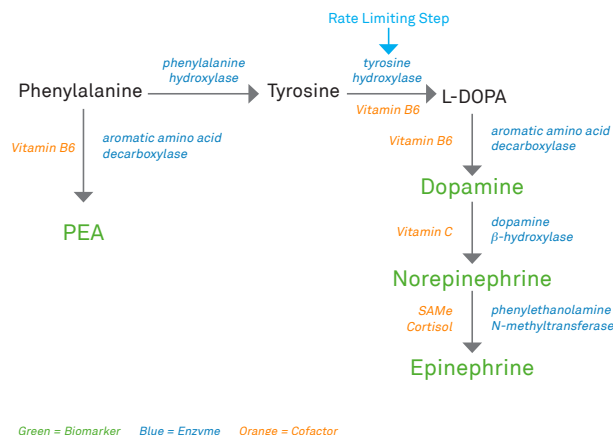 Rate Limiting Step
phenylalanine
hydroxylase
tyrosine
hydroxylase
Phenylalanine
Tyrosine
L-DOPA
Vitamin B6
Vitamin B6
aromatic amino acid
decarboxylase
Vitamin B6
aromatic amino acid
decarboxylase
Dopamine
PEA
Vitamin C
dopamine
β-hydroxylase
Norepinephrine
SAMe
Cortisol
phenylethanolamine
N-methyltransferase
Epinephrine
Green = Biomarker Blue = Enzyme Orange = Cofactor